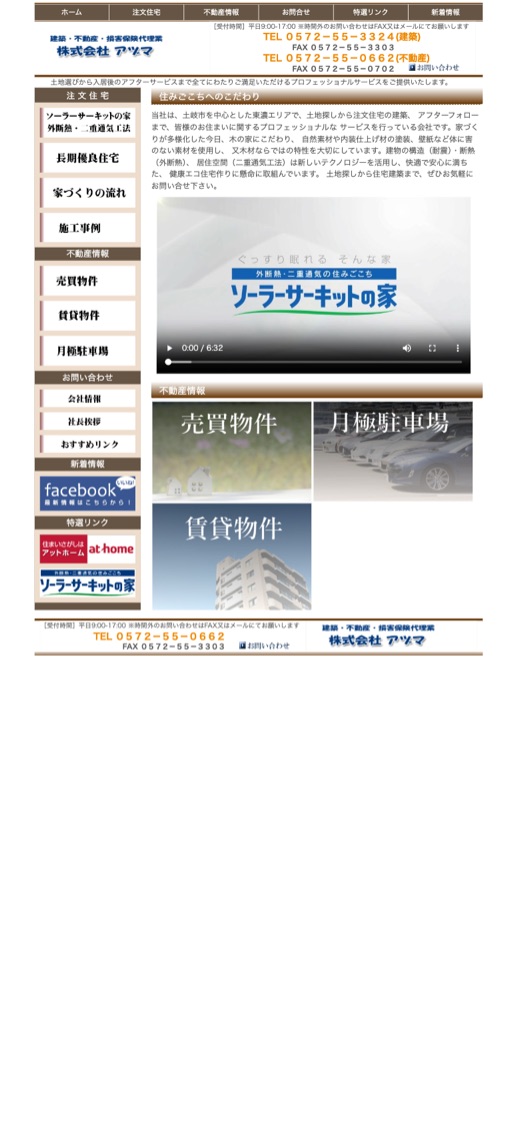 ホーム 注文住宅 不動産情報 お問合せ 特選リンク 新着情報
[受付時間] 平日9:00-17:00 ※時間外のお問い合わせはFAX又はメールにてお願いします
建築・不動産・損害保険代理業
株式会社 アヅマ
TEL 0572-55-3324(建築)
FAX 0572-55-3303
TEL 0572-55-0662(不動産)
FAX 0572-55-0702
お問い合わせ
土地選びから入居後のアフターサービスまで全てにわたりご満足いただけるプロフェッショナルサービスをご提供いたします。
注文住宅
ソーラーサーキットの家
外断熱・二重通気工法
長期優良住宅
家づくりの流れ
施工事例
不動産情報
売買物件
賃貸物件
月極駐車場
お問い合わせ
会社情報
社長挨拶
おすすめリンク
新着情報
facebook いいね!
最新情報はこちらから!
特選リンク
住まいさがしは
アットホーム at home
外断熱・二重通気の住みごこち
ソーラーサーキットの家
住みごこちへのこだわり
当社は、土岐市を中心とした東濃エリアで、土地探しから注文住宅の建築、 アフターフォロー
まで、皆様のお住まいに関するプロフェッショナルな サービスを行っている会社です。家づく
りが多様化した今日、木の家にこだわり、 自然素材や内装仕上げ材の塗装、壁紙など体に害
のない素材を使用し、 又木材ならではの特性を大切にしています。建物の構造（耐震）・断熱
（外断熱）、 居住空間（二重通気工法）は新しいテクノロジーを活用し、快適で安心に満ち
た、 健康エコ住宅作りに懸命に取組んでいます。 土地探しから住宅建築まで、ぜひお気軽に
お問い合せ下さい。
ぐっすり眠れる そんな家
外断熱・二重通気の住みごこち
ソーラーサーキットの家
0:00 / 6:32
不動産情報
売買物件 月極駐車場
賃貸物件
[受付時間] 平日9:00-17:00 ※時間外のお問い合わせはFAX又はメールにてお願いします
TEL 0572-55-0662
FAX 0572-55-3303 お問い合わせ
建築・不動産・損害保険代理業
株式会社 アヅマ